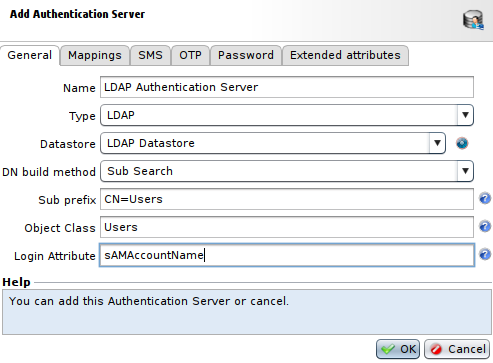 Add Authentication Server
General Mappings SMS OTP Password Extended attributes
Name LDAP Authentication Server
Type LDAP
Datastore LDAP Datastore
DN build method Sub Search
Sub prefix CN=Users
Object Class Users
Login Attribute sAMAccountName
Help
You can add this Authentication Server or cancel.
OK Cancel